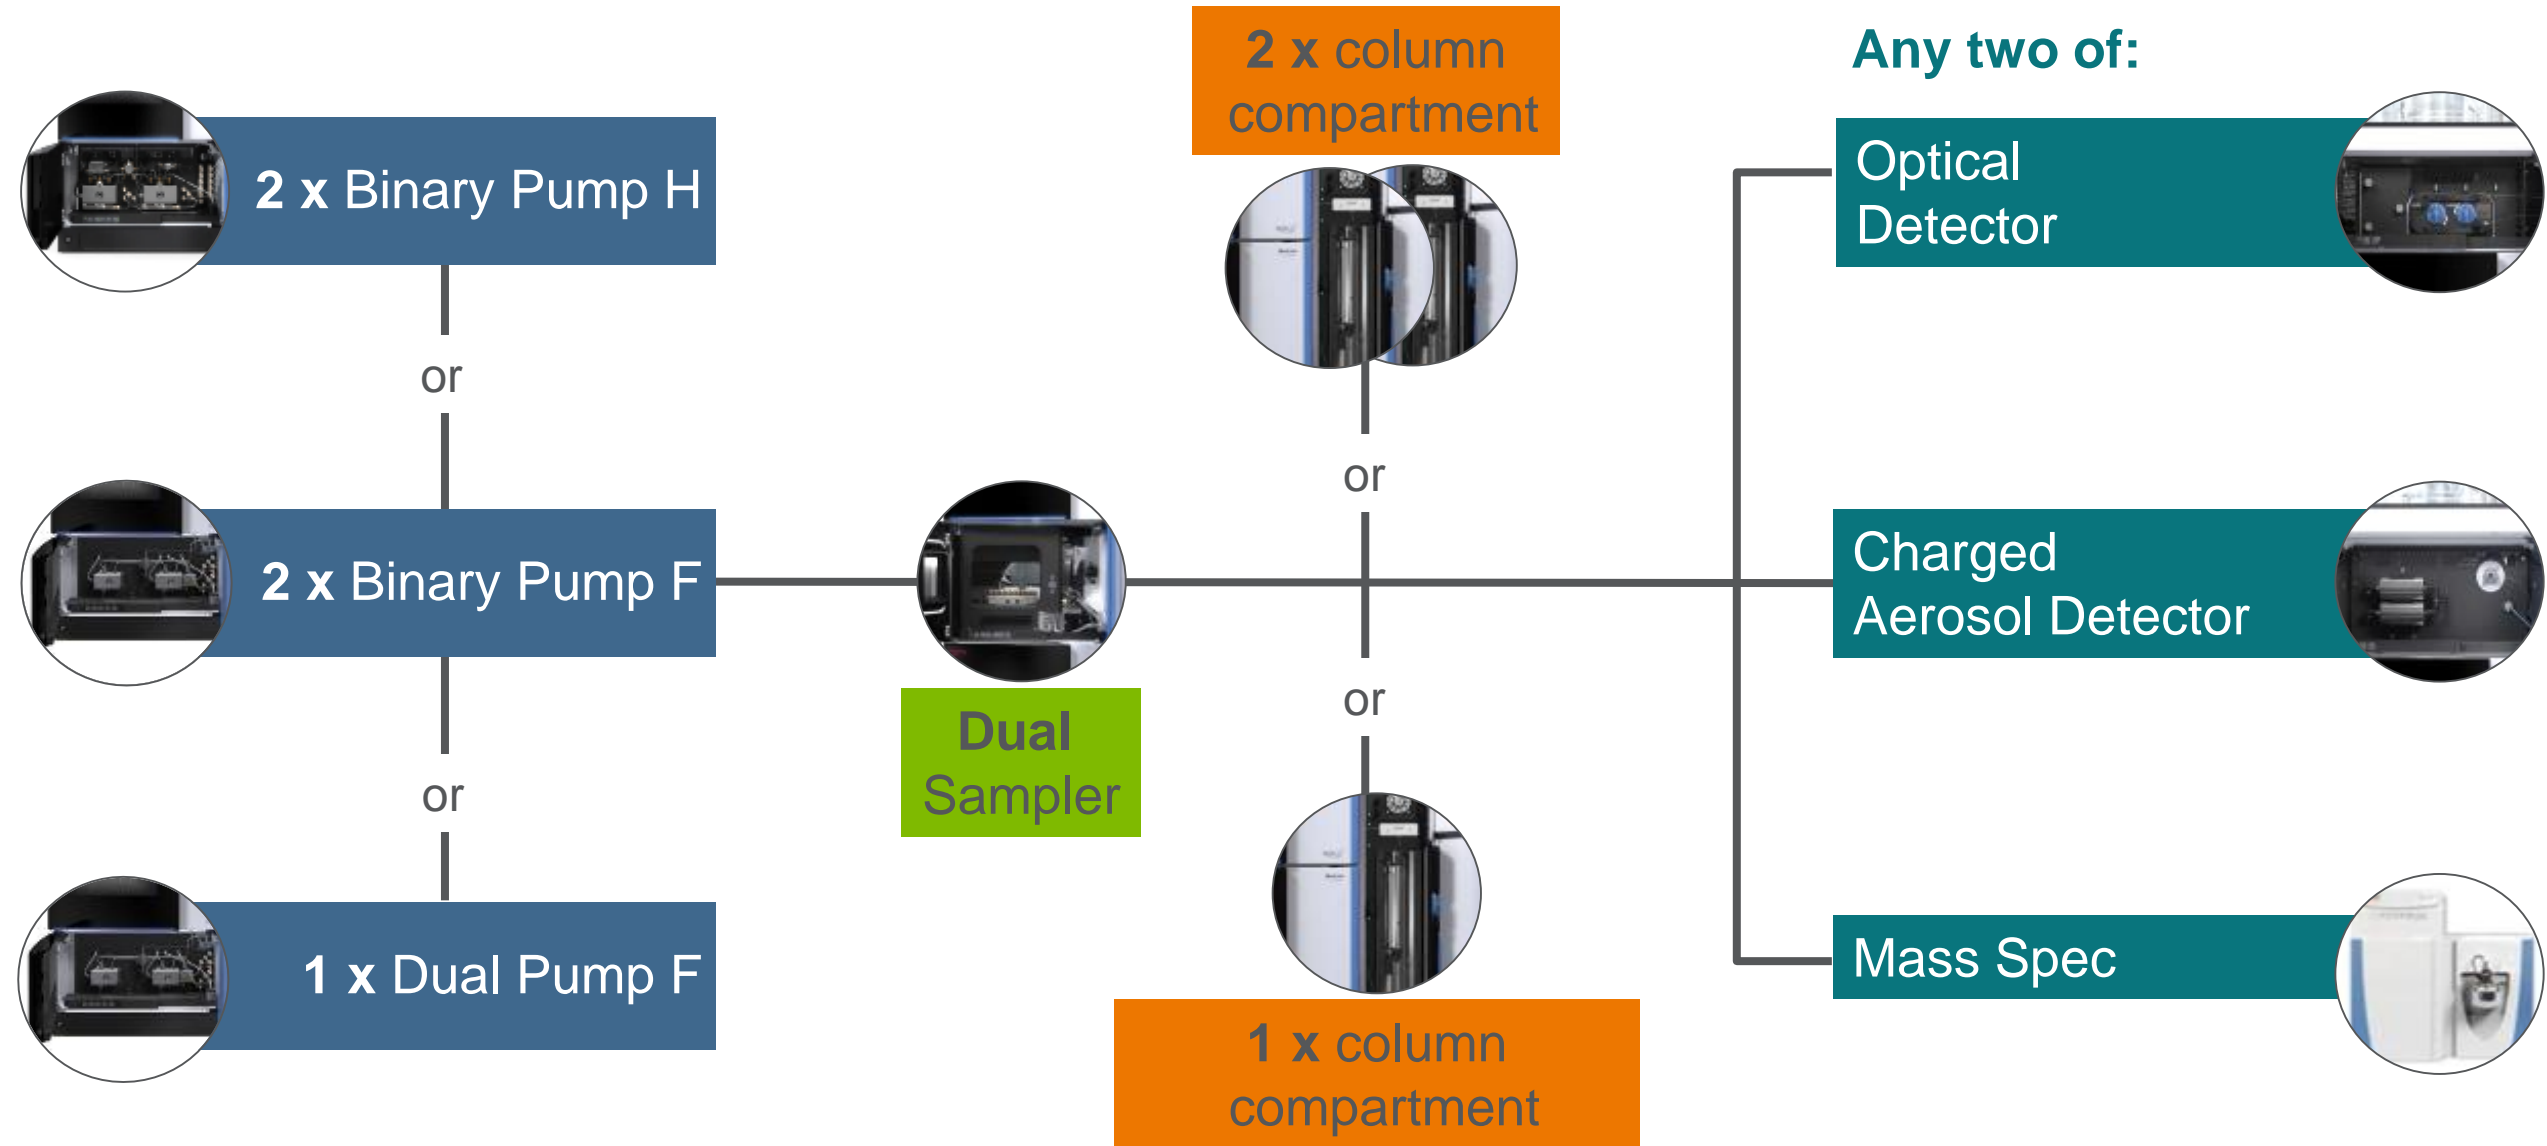 2 x column
compartment
Any two of:
2 x Binary Pump H
Optical
Detector
or
or
2 x Binary Pump F
Charged
Aerosol Detector
or
Dual
Sampler
or
1 x Dual Pump F
Mass Spec
1 x column
compartment